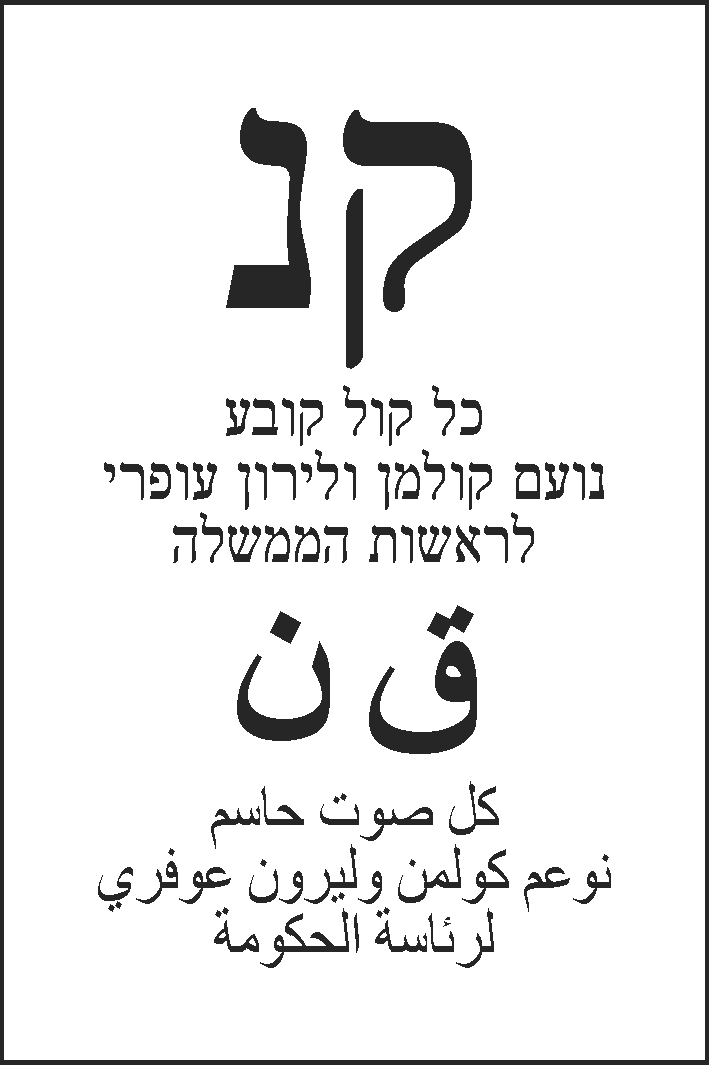 קנ
כל קול קובע
נועם קולמן ולירון עופרי
לראשות הממשלה
ق ن
كل صوت حاسم
نوعم كولمن وليرون عوفري
لرئاسة الحكومة